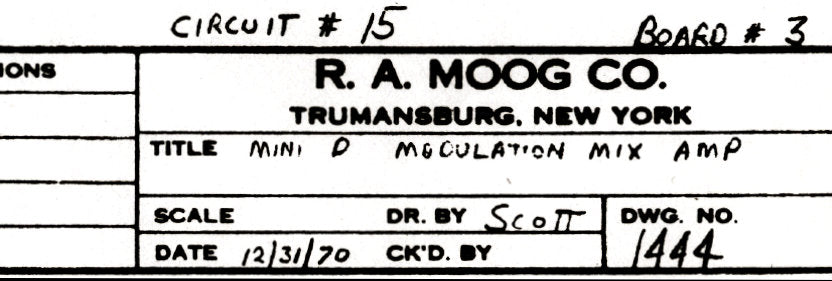 CIRCUIT # 15 BOARD # 3
IONS
R. A. MOOG CO.
TRUMANSBURG, NEW YORK
TITLE MINI D MODULATION MIX AMP
SCALE DR. BY SCOTT DWG. NO.
DATE 12/31/70 CK'D. BY 1444